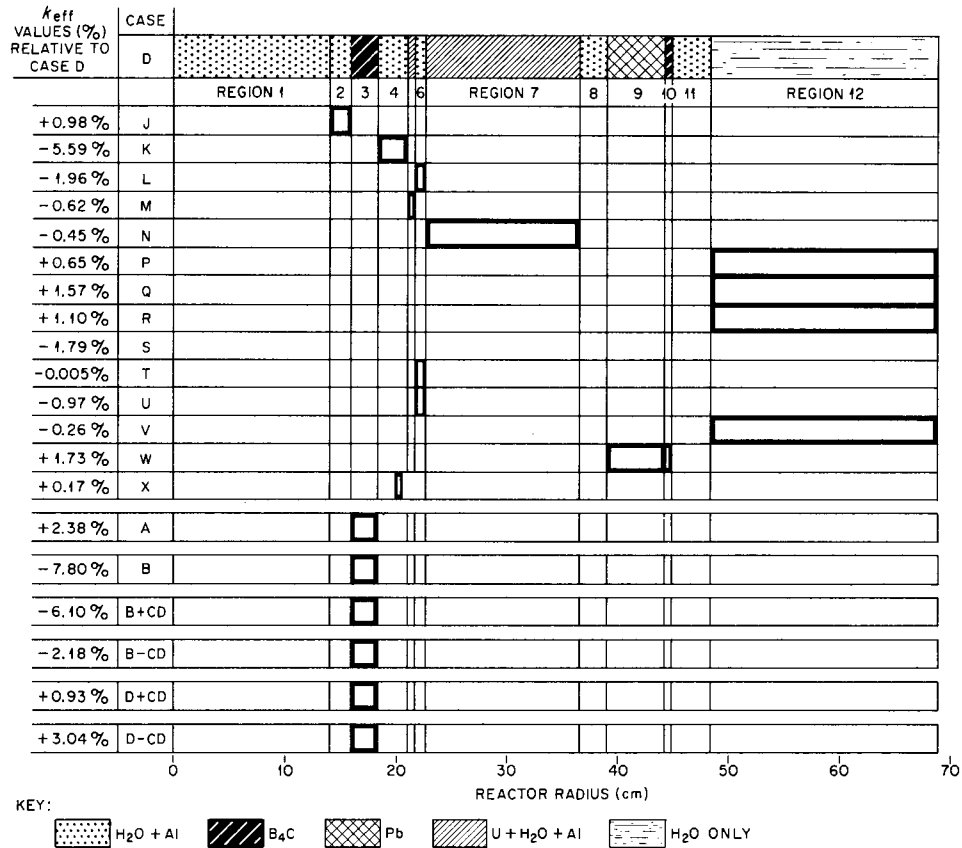 keff VALUES (%) RELATIVE TO CASE D
CASE
D
REGION 1 2 3 4 6 REGION 7 8 9 10 11 REGION 12
+0.98% J
-5.59% K
-1.96% L
-0.62% M
-0.45% N
+0.65% P
+1.57% Q
+1.10% R
-1.79% S
-0.005% T
-0.97% U
-0.26% V
+1.73% W
+0.17% X
+2.38% A
-7.80% B
-6.10% B+CD
-2.18% B-CD
+0.93% D+CD
+3.04% D-CD
0 10 20 30 40 50 60 70
REACTOR RADIUS (cm)
KEY:
H₂O + Al B₄C Pb U + H₂O + Al H₂O ONLY